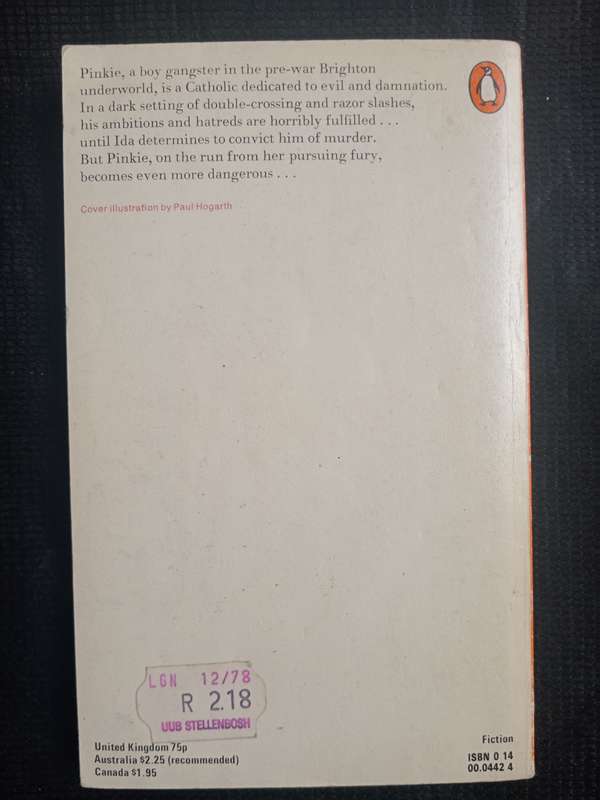 Pinkie, a boy gangster in the pre-war Brighton
underworld, is a Catholic dedicated to evil and damnation.
In a dark setting of double-crossing and razor slashes,
his ambitions and hatreds are horribly fulfilled . . .
until Ida determines to convict him of murder.
But Pinkie, on the run from her pursuing fury,
becomes even more dangerous . . .
Cover illustration by Paul Hogarth
LGN 12/78
R 2.18
UUB STELLENBOSH
United Kingdom 75p
Australia $2.25 (recommended)
Canada $1.95
Fiction
ISBN 0 14
00.0442 4